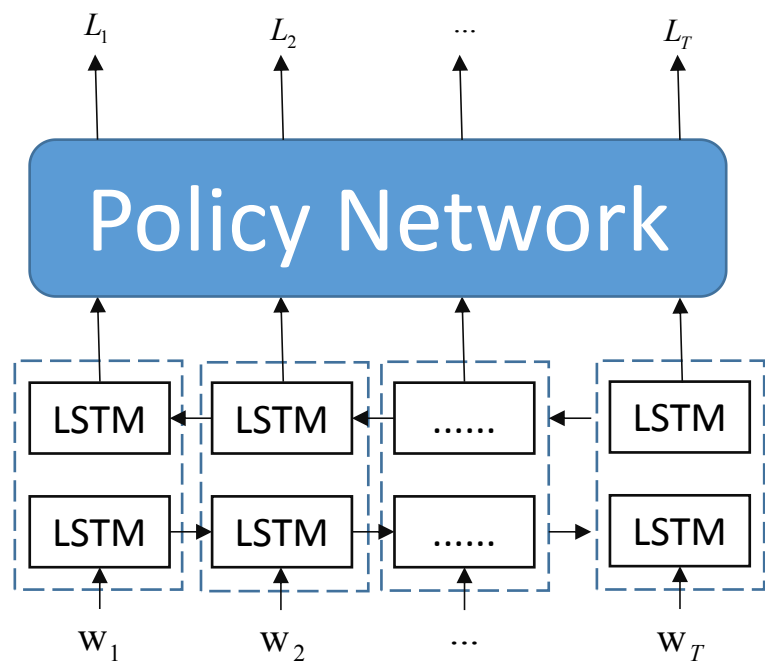 L1 L2 ... LT
Policy Network
LSTM LSTM ...... LSTM
LSTM LSTM ...... LSTM
w1 w2 ... wT